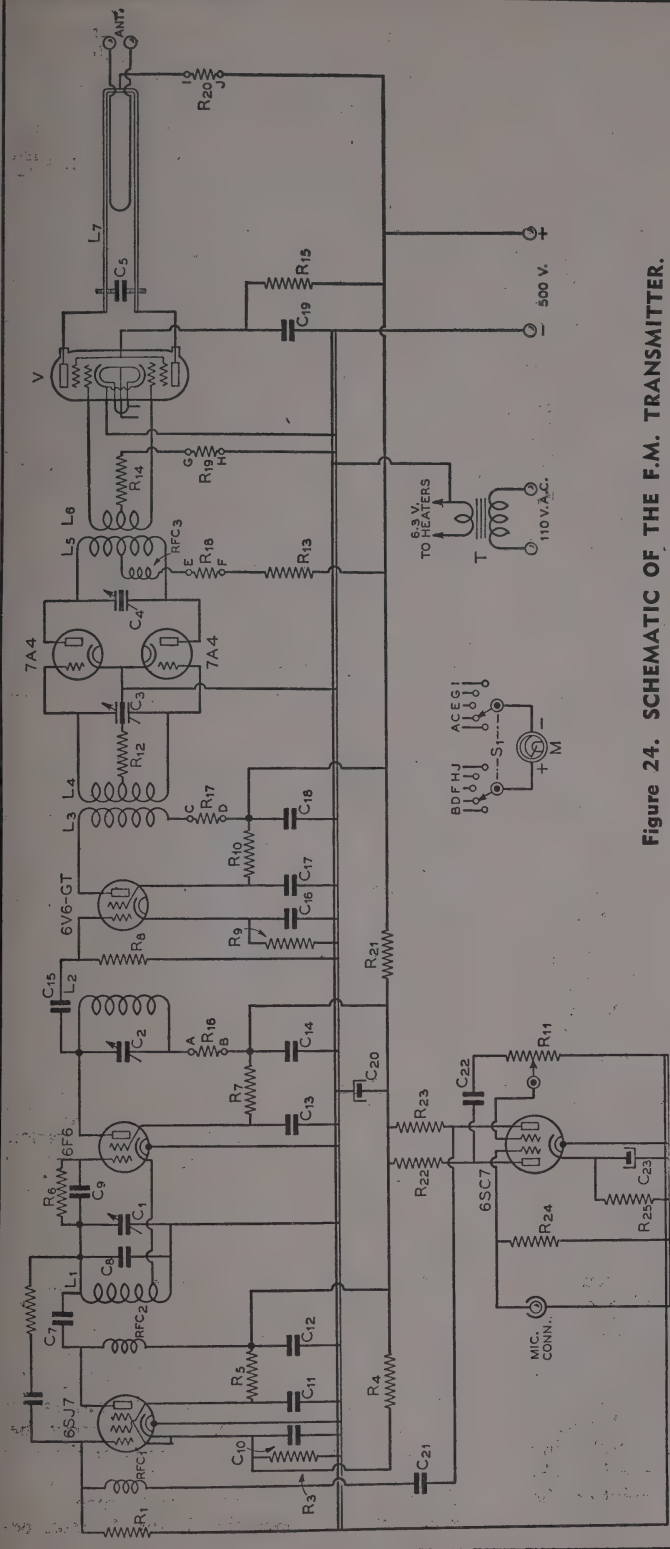 6SJ7
R1
RFC1
R3
C10
C11
R5
C12
RFC2
C7
L1
C8
C1
R6
C9
6F6
C13
R7
C14
A
R16
B
C2
L2
C15
R8
6V6-GT
R9
C16
C17
R10
C18
C
R17
D
L3
L4
R12
C3
7A4
7A4
C4
L5
L6
RFC3
E
R18
F
R13
R14
G
R19
H
V
C5
L7
C19
R15
I
R20
J
ANT.
C21
R4
C20
R21
R22
R23
MIC.
CONN.
R24
6SC7
R25
C23
C22
R11
B D F H J
A C E G I
S1
+ M −
6.3 V.
TO HEATERS
T
110 V.A.C.
− 500 V. +
Figure 24. SCHEMATIC OF THE F.M. TRANSMITTER.